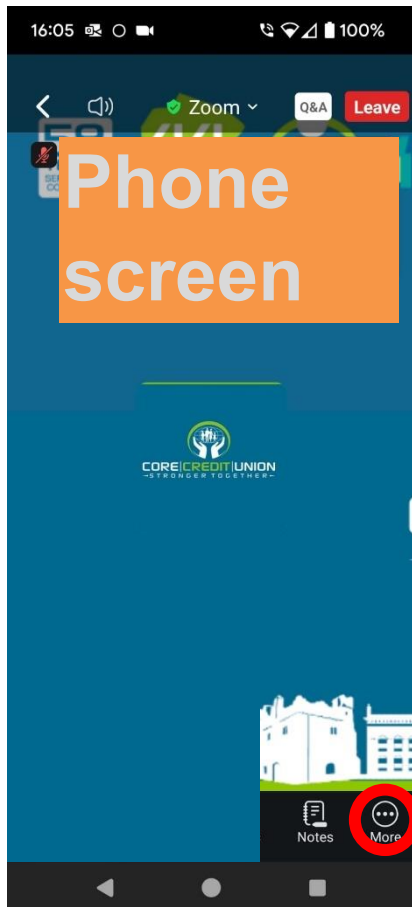 16:05 100%
Zoom Q&A Leave
Phone
screen
CORE CREDIT UNION
STRONGER TOGETHER
Notes More